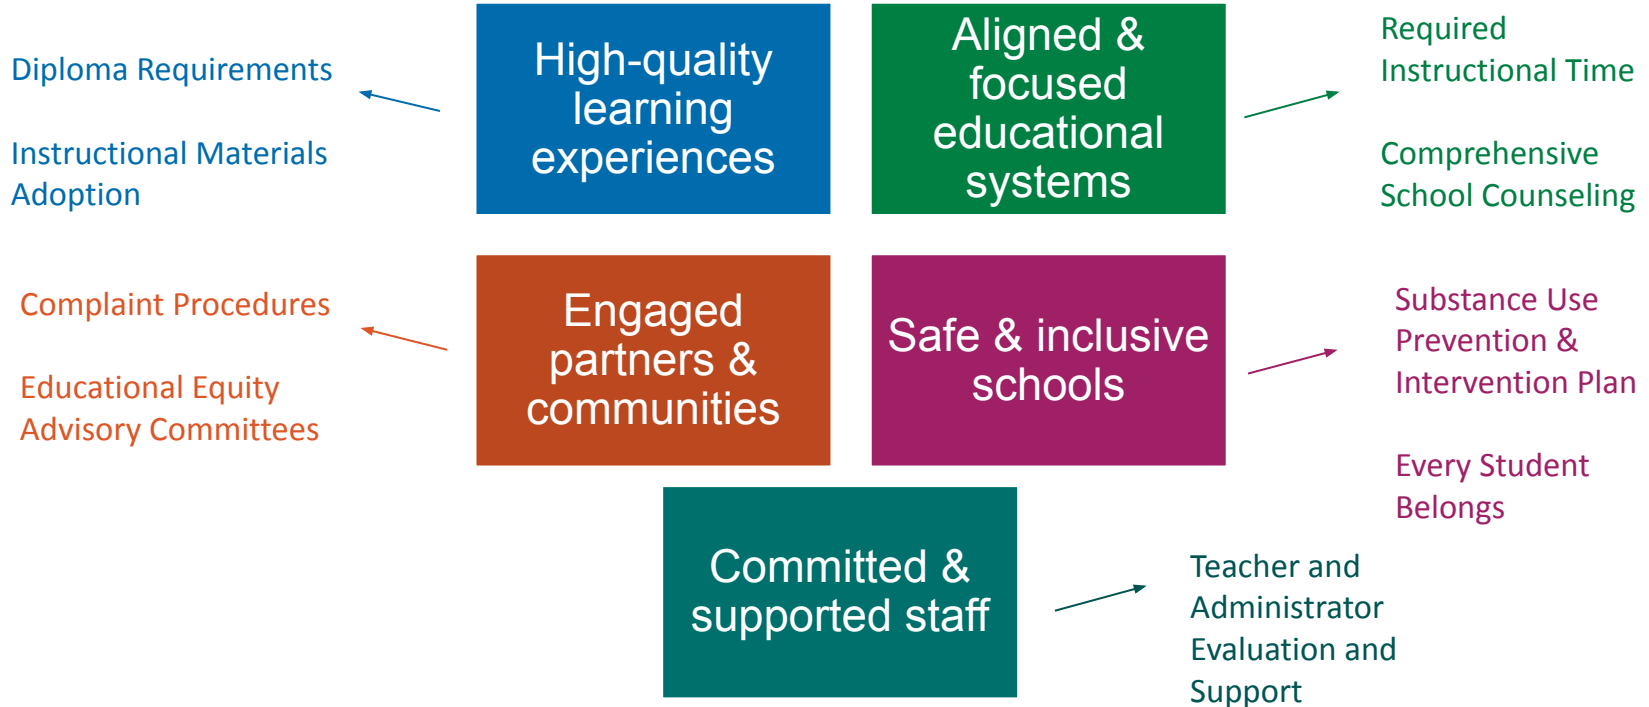 Diploma Requirements
Instructional Materials
Adoption
High-quality
learning
experiences
Aligned &
focused
educational
systems
Required
Instructional Time
Comprehensive
School Counseling
Complaint Procedures
Educational Equity
Advisory Committees
Engaged
partners &
communities
Safe & inclusive
schools
Substance Use
Prevention &
Intervention Plan
Every Student
Belongs
Committed &
supported staff
Teacher and
Administrator
Evaluation and
Support